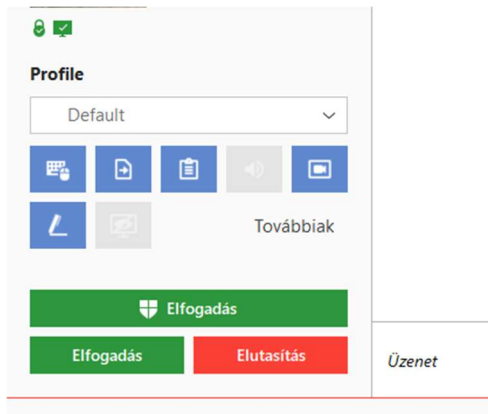 Profile
Default
Továbbiak
Elfogadás
Elfogadás
Elutasítás
Üzenet